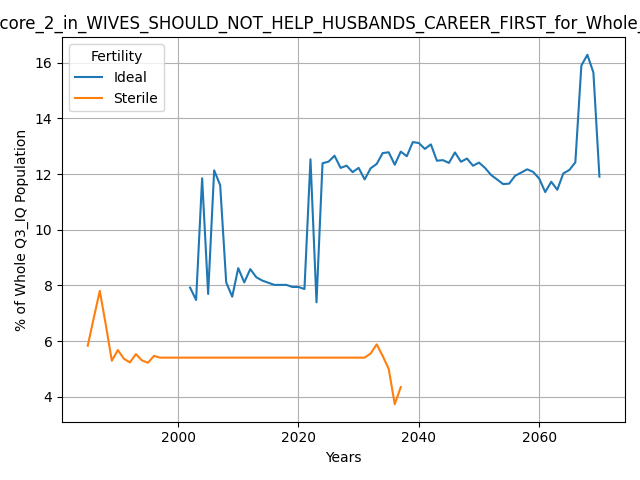 core_2_in_WIVES_SHOULD_NOT_HELP_HUSBANDS_CAREER_FIRST_for_Whole_
Fertility
Ideal
Sterile
% of Whole Q3_IQ Population
16
14
12
10
8
6
4
2000
2020
2040
2060
Years